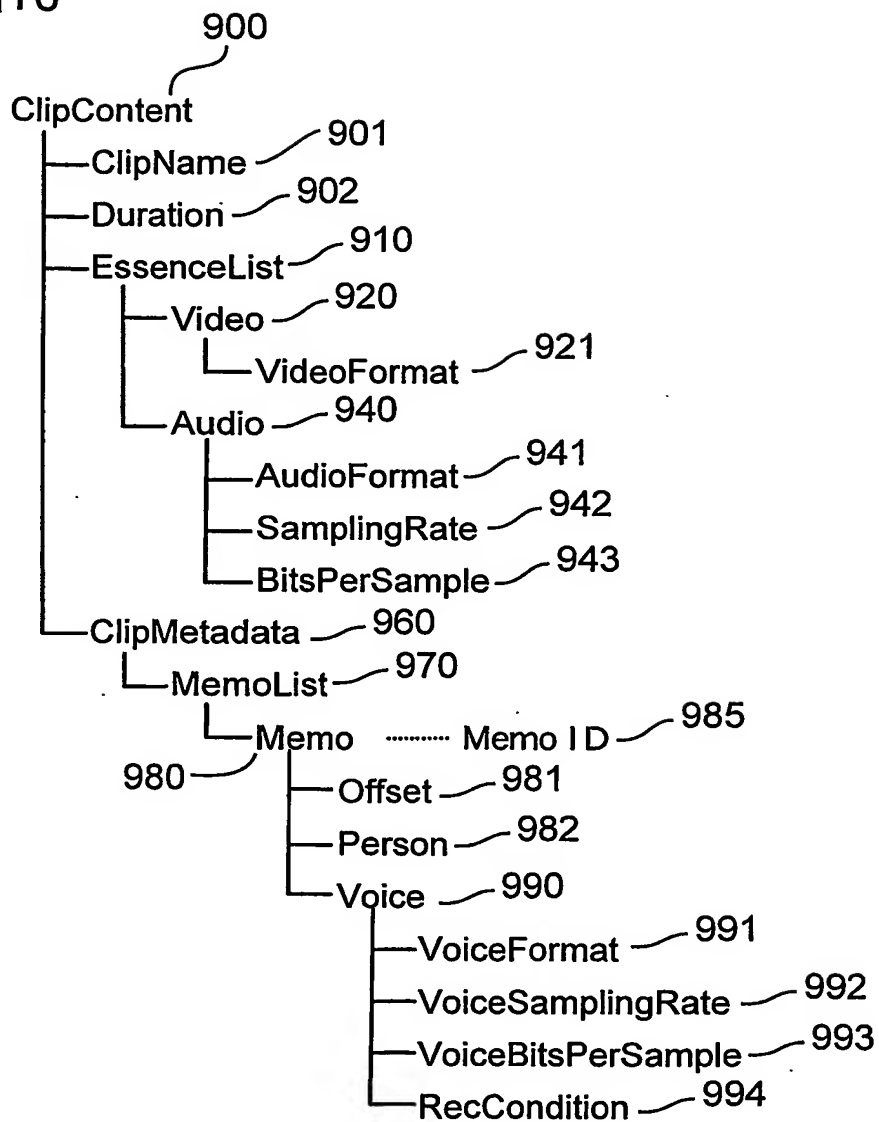 900
ClipContent
ClipName 901
Duration 902
EssenceList 910
Video 920
VideoFormat 921
Audio 940
AudioFormat 941
SamplingRate 942
BitsPerSample 943
ClipMetadata 960
MemoList 970
Memo ........... Memo ID 985
980
Offset 981
Person 982
Voice 990
VoiceFormat 991
VoiceSamplingRate 992
VoiceBitsPerSample 993
RecCondition 994